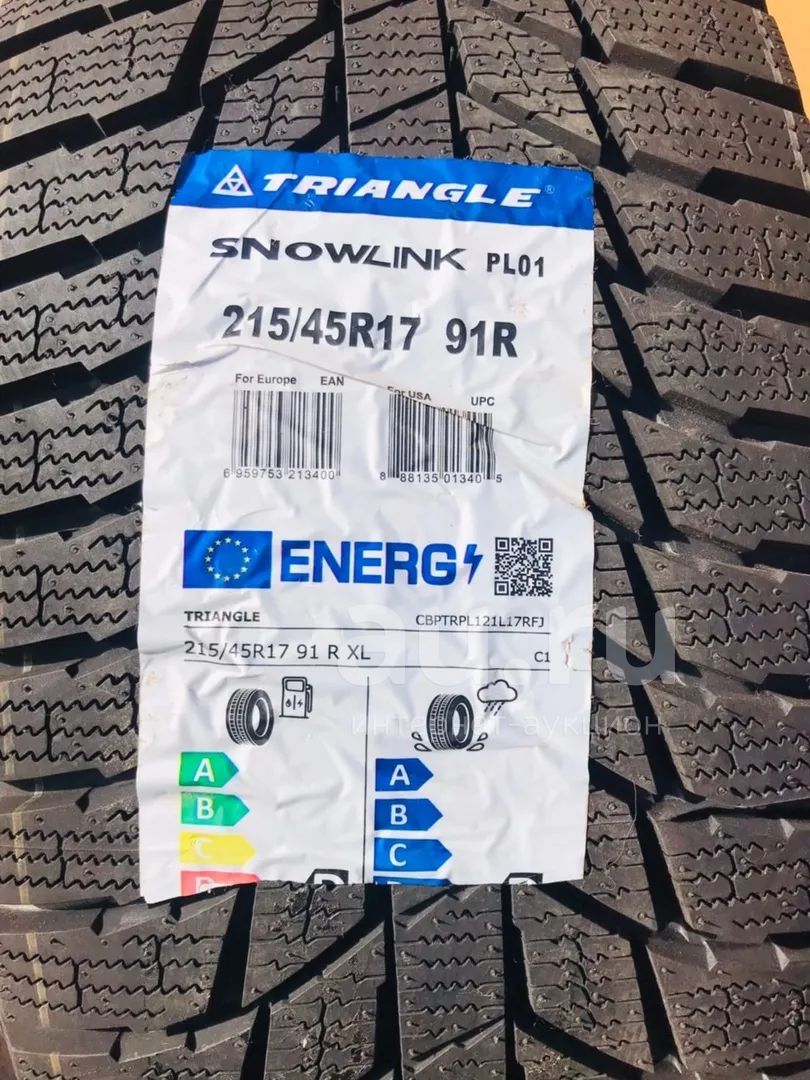 TRIANGLE®
SNOWLINK PL01
215/45R17 91R
For Europe EAN
For USA UPC
6 959753 213400
8 88135 01340 5
ENERG
TRIANGLE CBPTRPL121L17RFJ
215/45R17 91 R XL C1
au.ru
интернет-аукцион
A A
B B
C C
D D D D